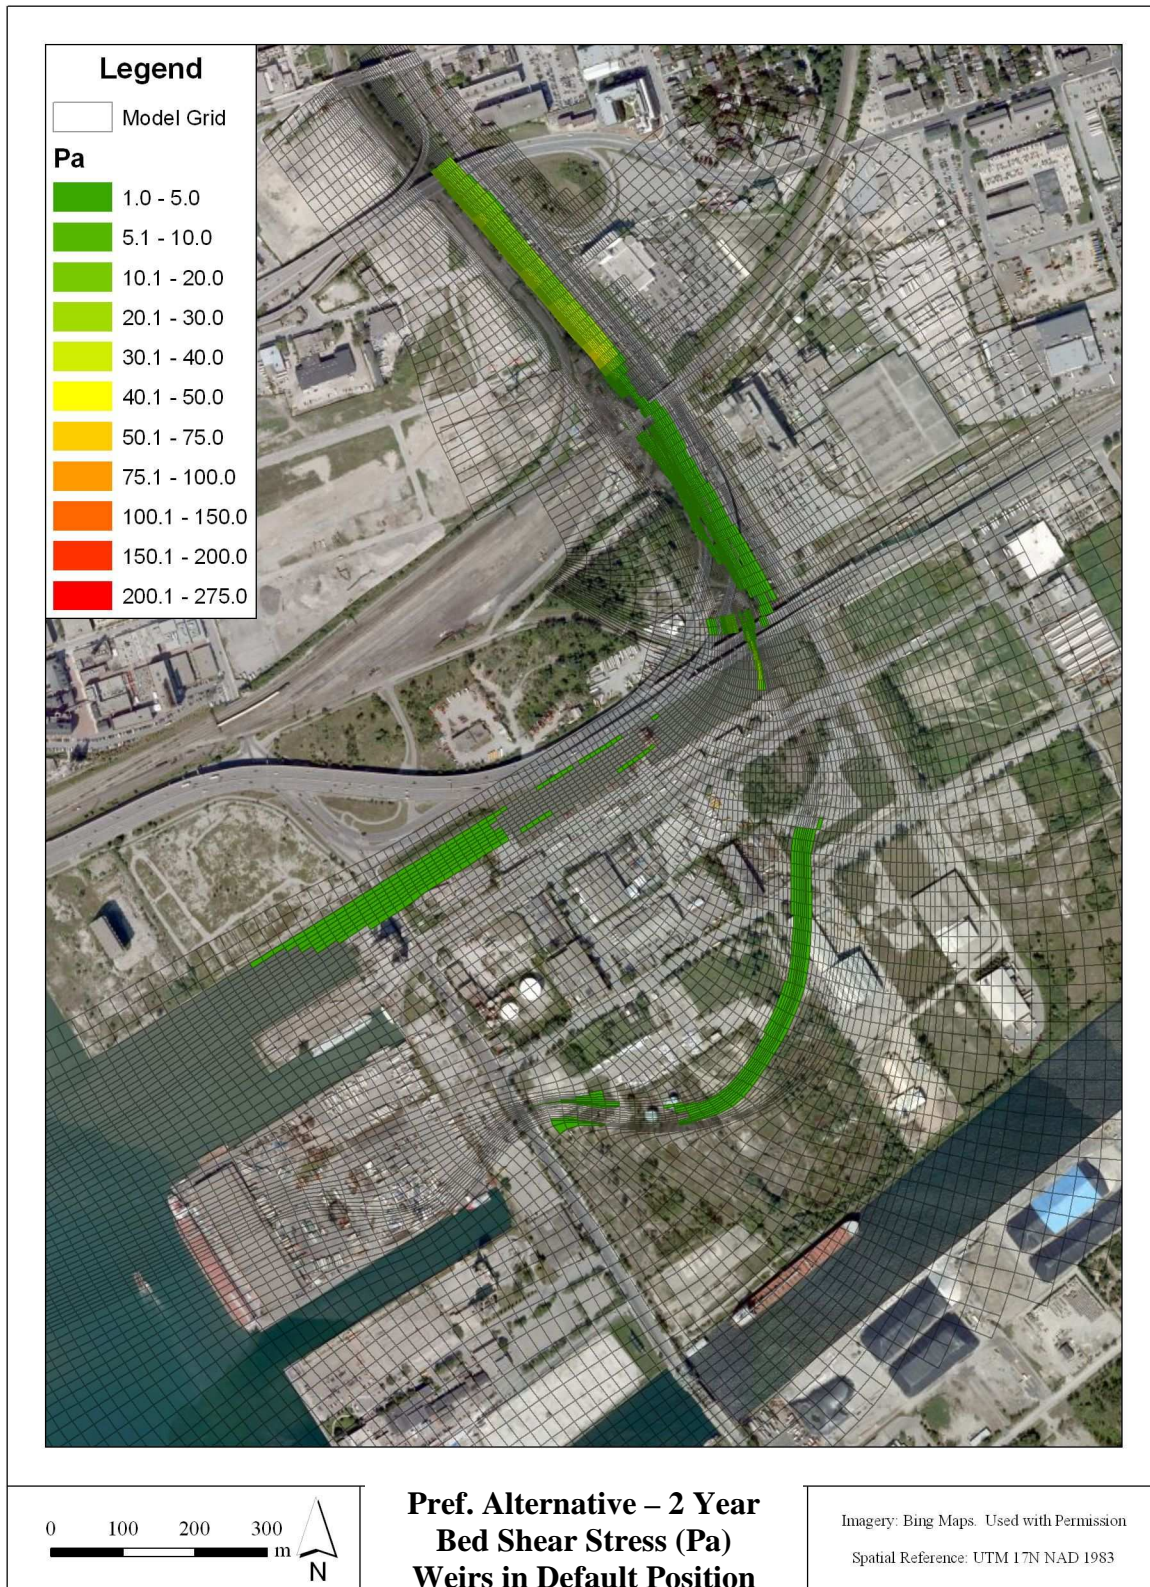 Legend
Model Grid
Pa
1.0 - 5.0
5.1 - 10.0
10.1 - 20.0
20.1 - 30.0
30.1 - 40.0
40.1 - 50.0
50.1 - 75.0
75.1 - 100.0
100.1 - 150.0
150.1 - 200.0
200.1 - 275.0
0 100 200 300
m
N
Pref. Alternative – 2 Year
Bed Shear Stress (Pa)
Weirs in Default Position
Imagery: Bing Maps. Used with Permission
Spatial Reference: UTM 17N NAD 1983